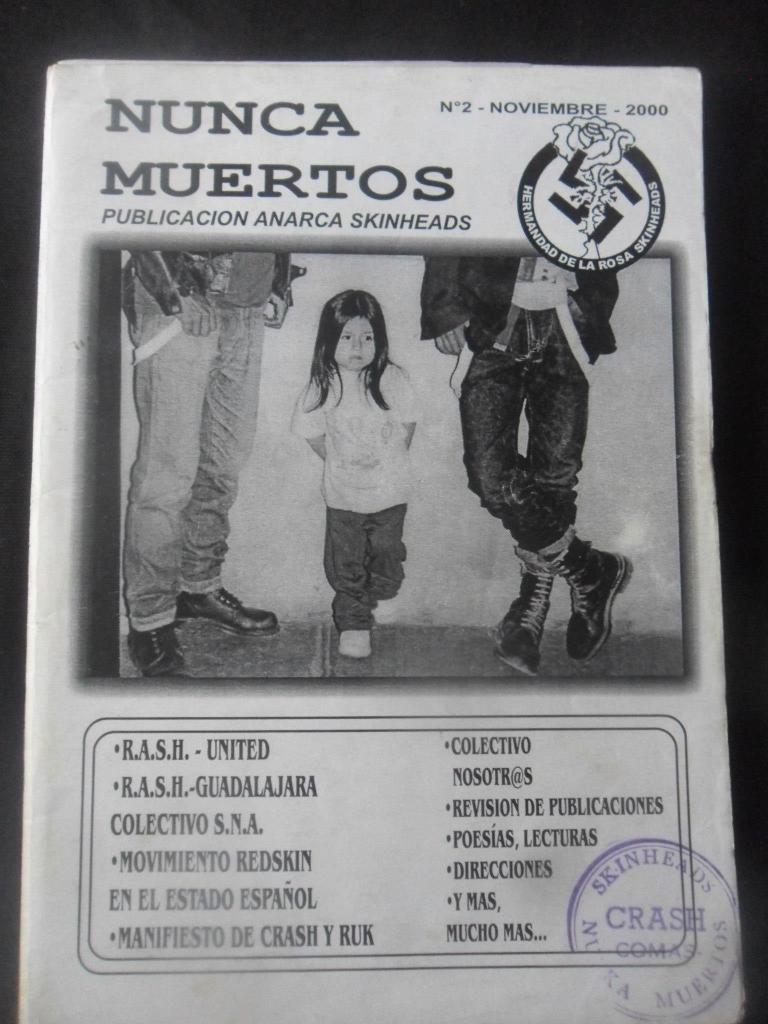 NUNCA
MUERTOS
N°2 - NOVIEMBRE - 2000
PUBLICACION ANARCA SKINHEADS
HERMANDAD DE LA ROSA SKINHEADS
•R.A.S.H. - UNITED
•R.A.S.H.-GUADALAJARA
COLECTIVO S.N.A.
•MOVIMIENTO REDSKIN
EN EL ESTADO ESPAÑOL
•MANIFIESTO DE CRASH Y RUK
•COLECTIVO
NOSOTR@S
•REVISION DE PUBLICACIONES
•POESÍAS, LECTURAS
•DIRECCIONES
•Y MAS,
MUCHO MAS...
SKINHEADS
CRASH
COMAS
NUNKA MUERTOS